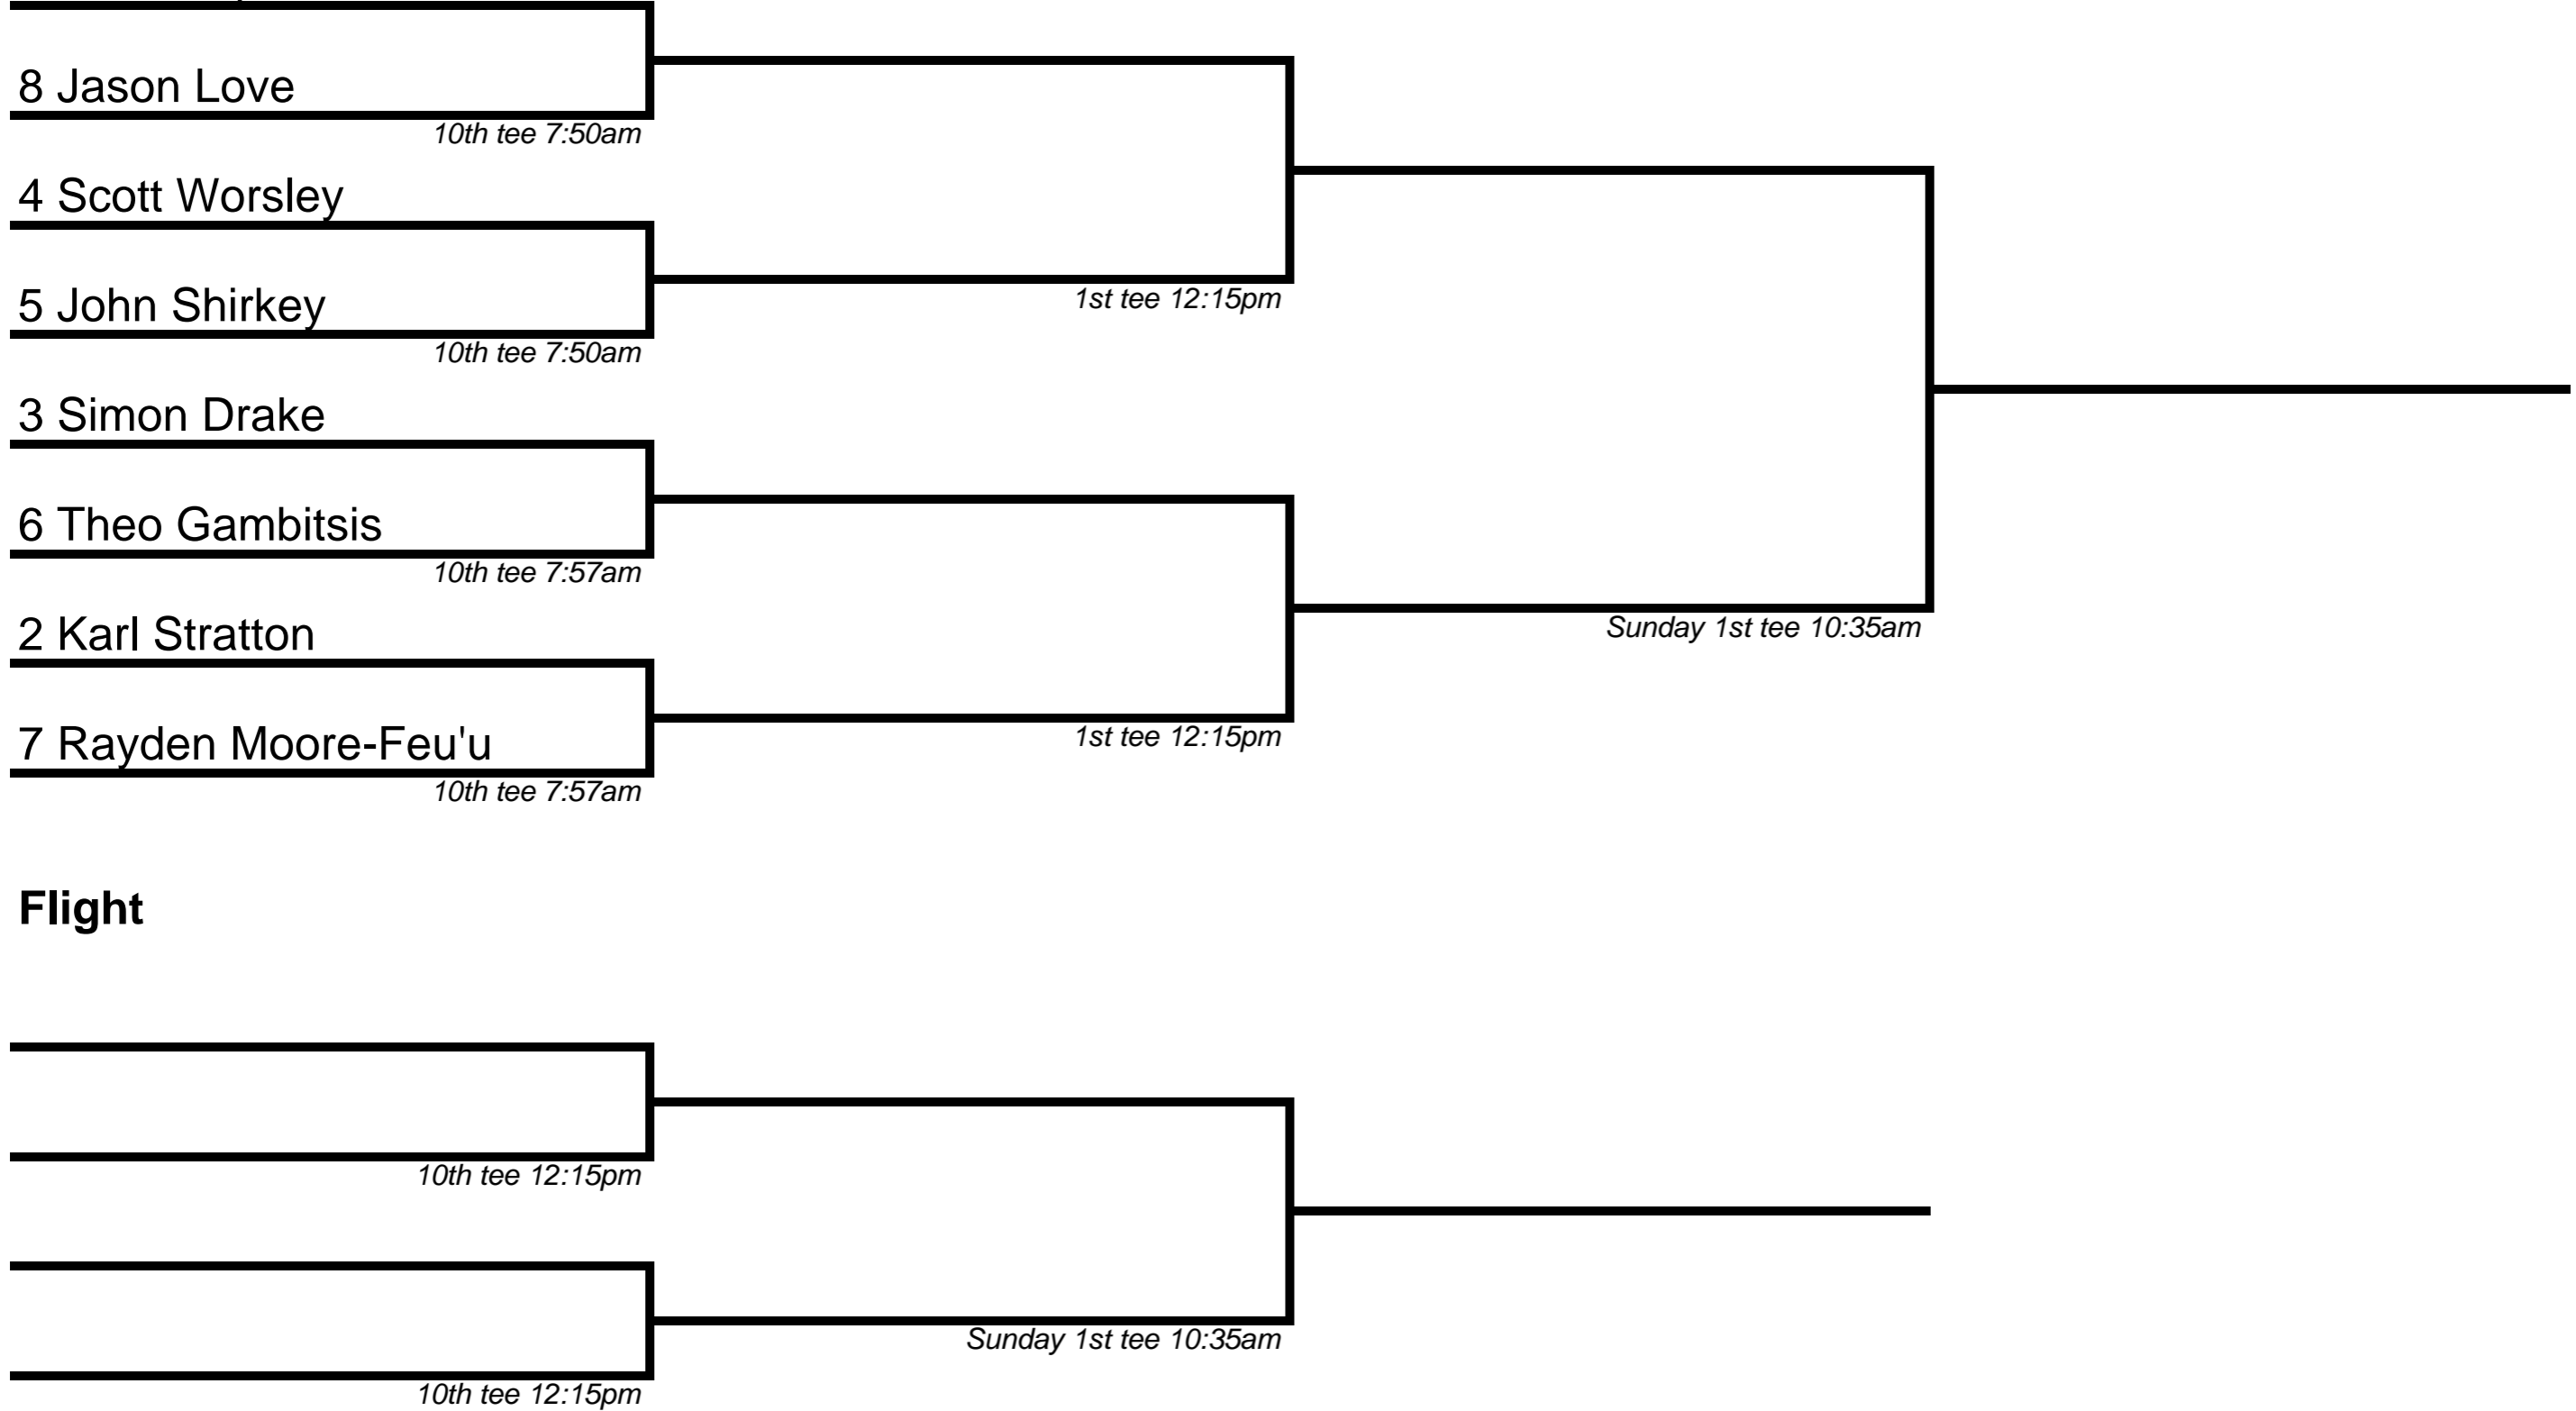 8 Jason Love
10th tee 7:50am
4 Scott Worsley
5 John Shirkey
1st tee 12:15pm
10th tee 7:50am
3 Simon Drake
6 Theo Gambitsis
10th tee 7:57am
2 Karl Stratton
Sunday 1st tee 10:35am
7 Rayden Moore-Feu'u
1st tee 12:15pm
10th tee 7:57am
Flight
10th tee 12:15pm
Sunday 1st tee 10:35am
10th tee 12:15pm